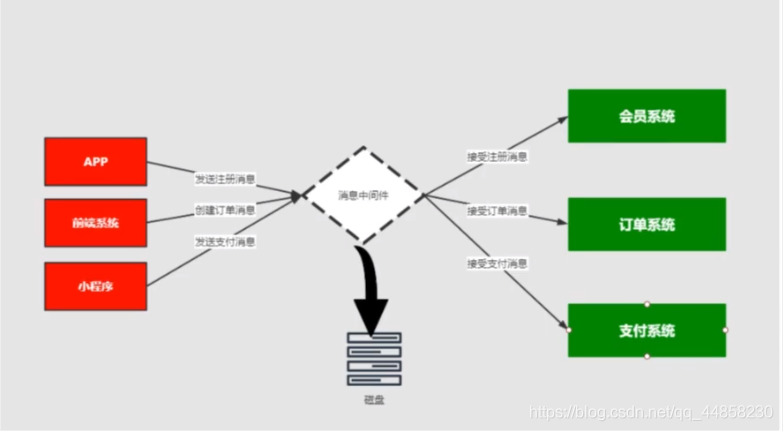 会员系统
APP
接受注册消息
发送注册消息
消息中间件
前端系统
创建订单消息
接受订单消息
订单系统
发送支付消息
接受支付消息
小程序
支付系统
磁盘
https://blog.csdn.net/qq_44858230